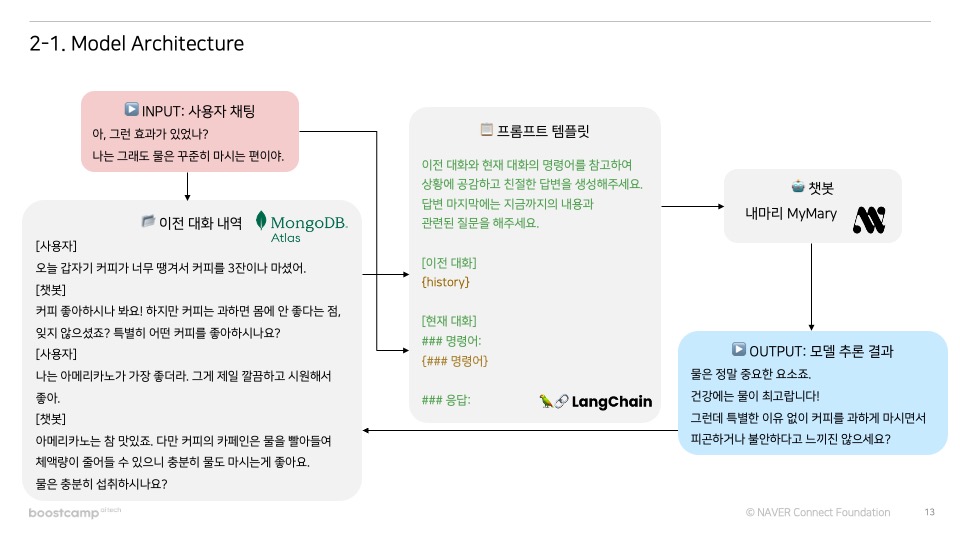 2-1. Model Architecture
INPUT: 사용자 채팅
아, 그런 효과가 있었나?
나는 그래도 물은 꾸준히 마시는 편이야.
이전 대화 내역
MongoDB.
Atlas
[사용자]
오늘 갑자기 커피가 너무 땡겨서 커피를 3잔이나 마셨어.
[챗봇]
커피 좋아하시나 봐요! 하지만 커피는 과하면 몸에 안 좋다는 점,
잊지 않으셨죠? 특별히 어떤 커피를 좋아하시나요?
[사용자]
나는 아메리카노가 가장 좋더라. 그게 제일 깔끔하고 시원해서
좋아.
[챗봇]
아메리카노는 참 맛있죠. 다만 커피의 카페인은 물을 빨아들여
체액량이 줄어들 수 있으니 충분히 물도 마시는게 좋아요.
물은 충분히 섭취하시나요?
프롬프트 템플릿
이전 대화와 현재 대화의 명령어를 참고하여
상황에 공감하고 친절한 답변을 생성해주세요.
답변 마지막에는 지금까지의 내용과
관련된 질문을 해주세요.
[이전 대화]
{history}
[현재 대화]
### 명령어:
{### 명령어}
### 응답:
LangChain
챗봇
내마리 MyMary
OUTPUT: 모델 추론 결과
물은 정말 중요한 요소죠.
건강에는 물이 최고랍니다!
그런데 특별한 이유 없이 커피를 과하게 마시면서
피곤하거나 불안하다고 느끼진 않으세요?
boostcamp ai tech
© NAVER Connect Foundation
13